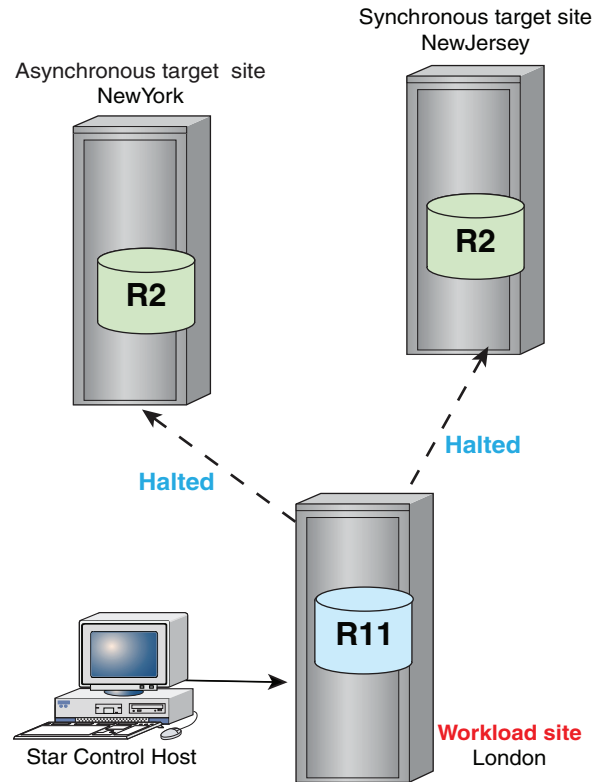 Synchronous target site
NewJersey
Asynchronous target site
NewYork
R2
R2
Halted
Halted
R11
Star Control Host
Workload site
London